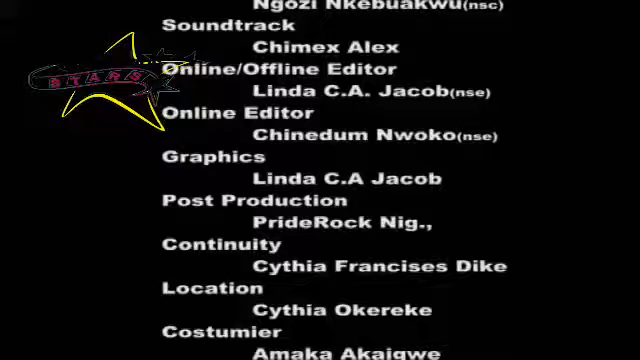 Ngozi Nkebuakwu(nsc)
Soundtrack
Chimex Alex
STARS
Online/Offline Editor
Linda C.A. Jacob(nse)
Online Editor
Chinedum Nwoko(nse)
Graphics
Linda C.A Jacob
Post Production
PrideRock Nig.,
Continuity
Cythia Francises Dike
Location
Cythia Okereke
Costumier
Amaka Akaigwe